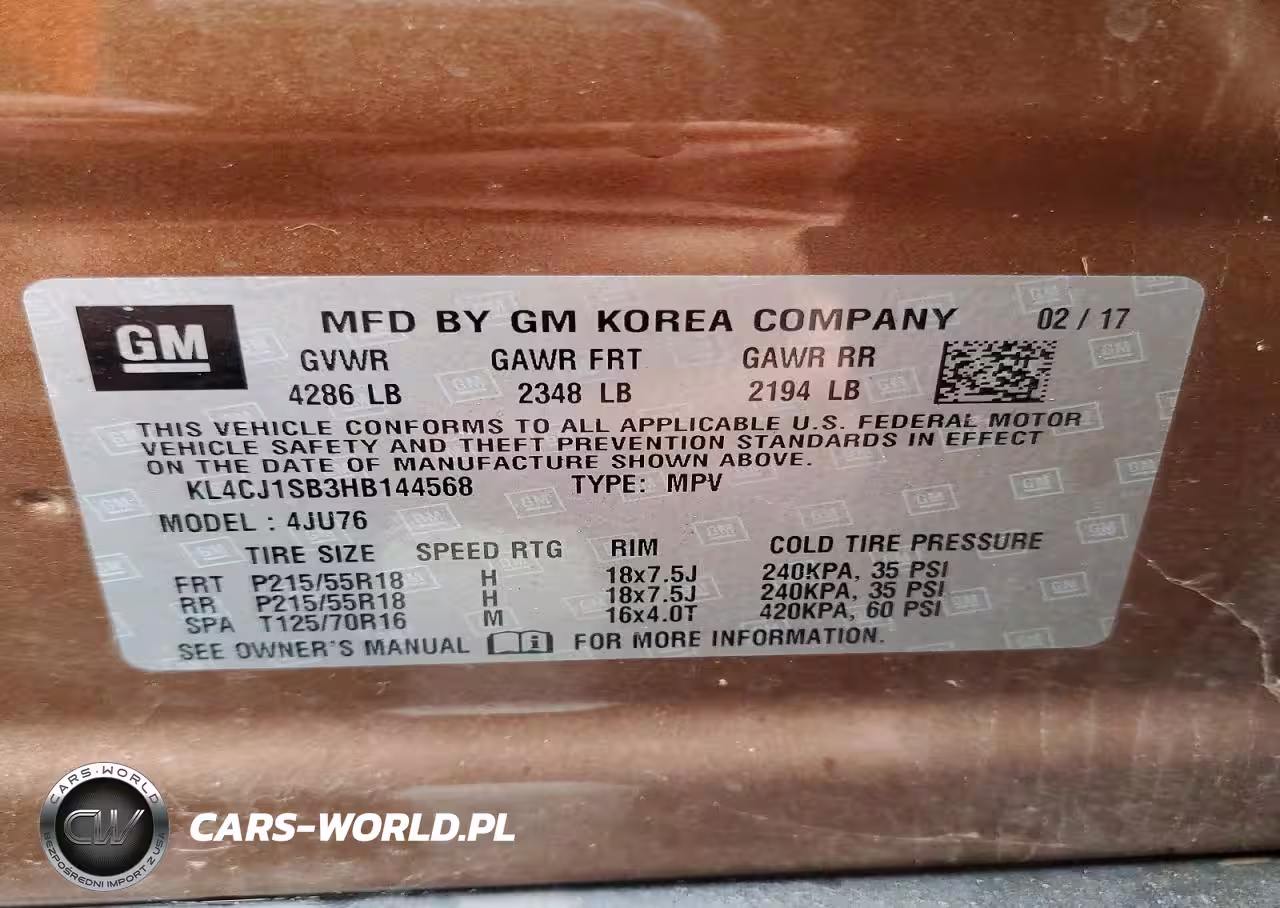 GM
MFD BY GM KOREA COMPANY 02 / 17
GVWR GAWR FRT GAWR RR
4286 LB 2348 LB 2194 LB
THIS VEHICLE CONFORMS TO ALL APPLICABLE U.S. FEDERAL MOTOR
VEHICLE SAFETY AND THEFT PREVENTION STANDARDS IN EFFECT
ON THE DATE OF MANUFACTURE SHOWN ABOVE.
KL4CJ1SB3HB144568 TYPE: MPV
MODEL : 4JU76
TIRE SIZE SPEED RTG RIM COLD TIRE PRESSURE
FRT P215/55R18 H 18x7.5J 240KPA, 35 PSI
RR P215/55R18 H 18x7.5J 240KPA, 35 PSI
SPA T125/70R16 M 16x4.0T 420KPA, 60 PSI
SEE OWNER'S MANUAL i FOR MORE INFORMATION.
CARS-WORLD
CW
BEZPOŚREDNI IMPORT Z USA
CARS-WORLD.PL